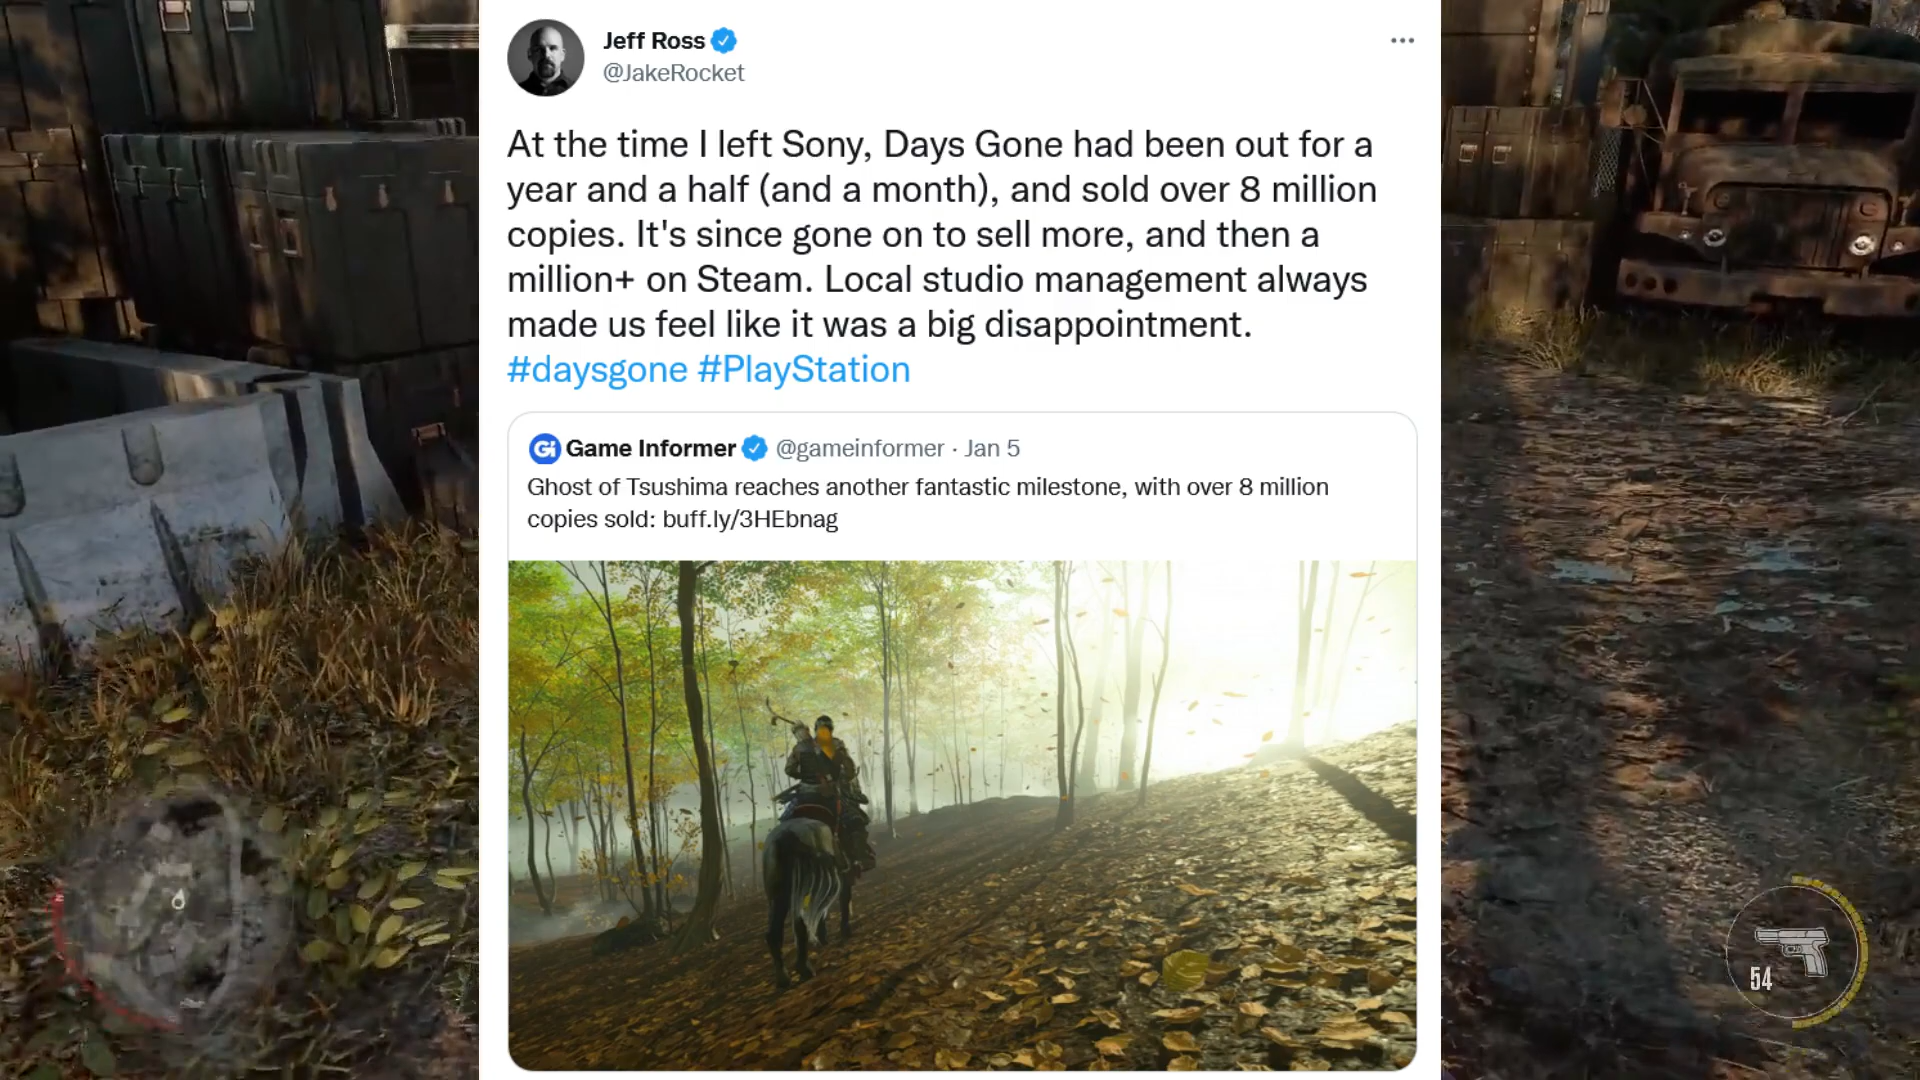 Jeff Ross
@JakeRocket
At the time I left Sony, Days Gone had been out for a
year and a half (and a month), and sold over 8 million
copies. It's since gone on to sell more, and then a
million+ on Steam. Local studio management always
made us feel like it was a big disappointment.
#daysgone #PlayStation
Gi Game Informer @gameinformer · Jan 5
Ghost of Tsushima reaches another fantastic milestone, with over 8 million
copies sold: buff.ly/3HEbnag
54